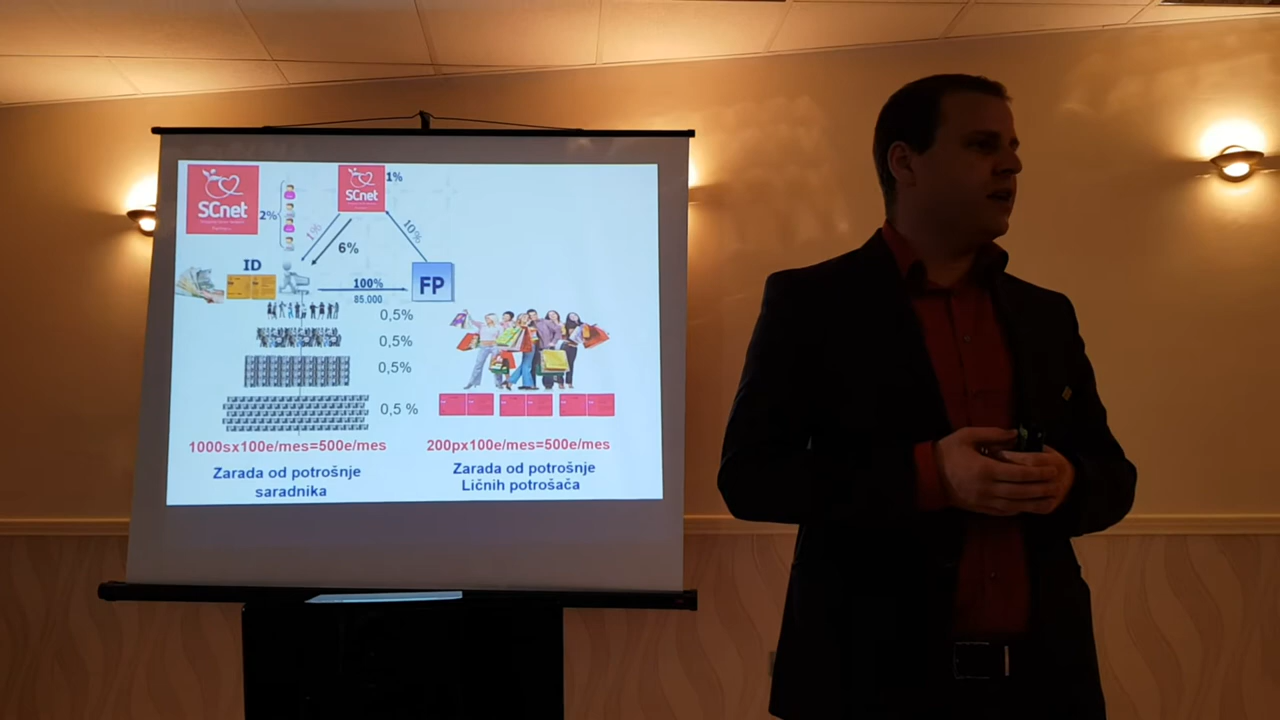 SCnet
SCnet
1%
2%
1%
10%
6%
ID
100%
FP
85.000
0,5%
0,5%
0,5%
0,5 %
1000sx100e/mes=500e/mes
200px100e/mes=500e/mes
Zarada od potrošnje
saradnika
Zarada od potrošnje
Ličnih potrošača